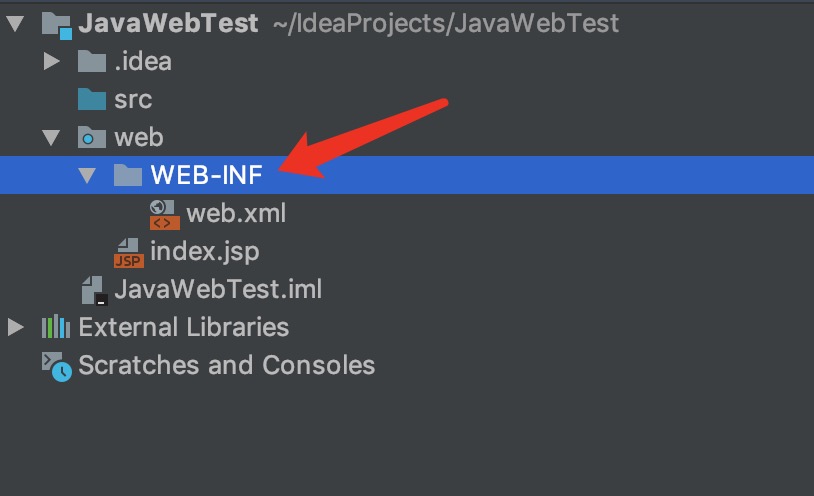 JavaWebTest ~/IdeaProjects/JavaWebTest
.idea
src
web
WEB-INF
web.xml
index.jsp
JavaWebTest.iml
External Libraries
Scratches and Consoles